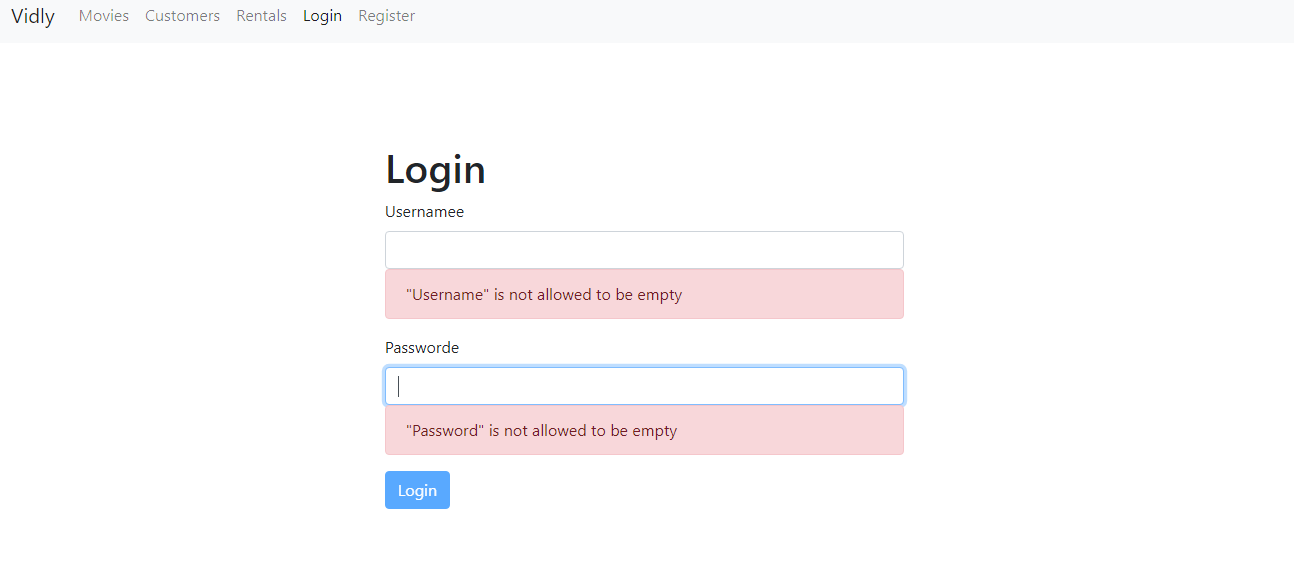 Vidly Movies Customers Rentals Login Register
Login
Usernamee
"Username" is not allowed to be empty
Passworde
"Password" is not allowed to be empty
Login